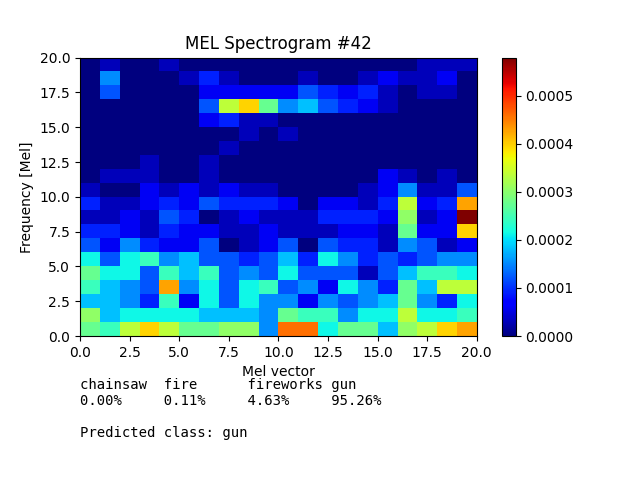 MEL Spectrogram #42
20.0
17.5
15.0
12.5
10.0
7.5
5.0
2.5
0.0
Frequency [Mel]
0.0 2.5 5.0 7.5 10.0 12.5 15.0 17.5 20.0
Mel vector
0.0005
0.0004
0.0003
0.0002
0.0001
0.0000
chainsaw fire fireworks gun
0.00% 0.11% 4.63% 95.26%
Predicted class: gun